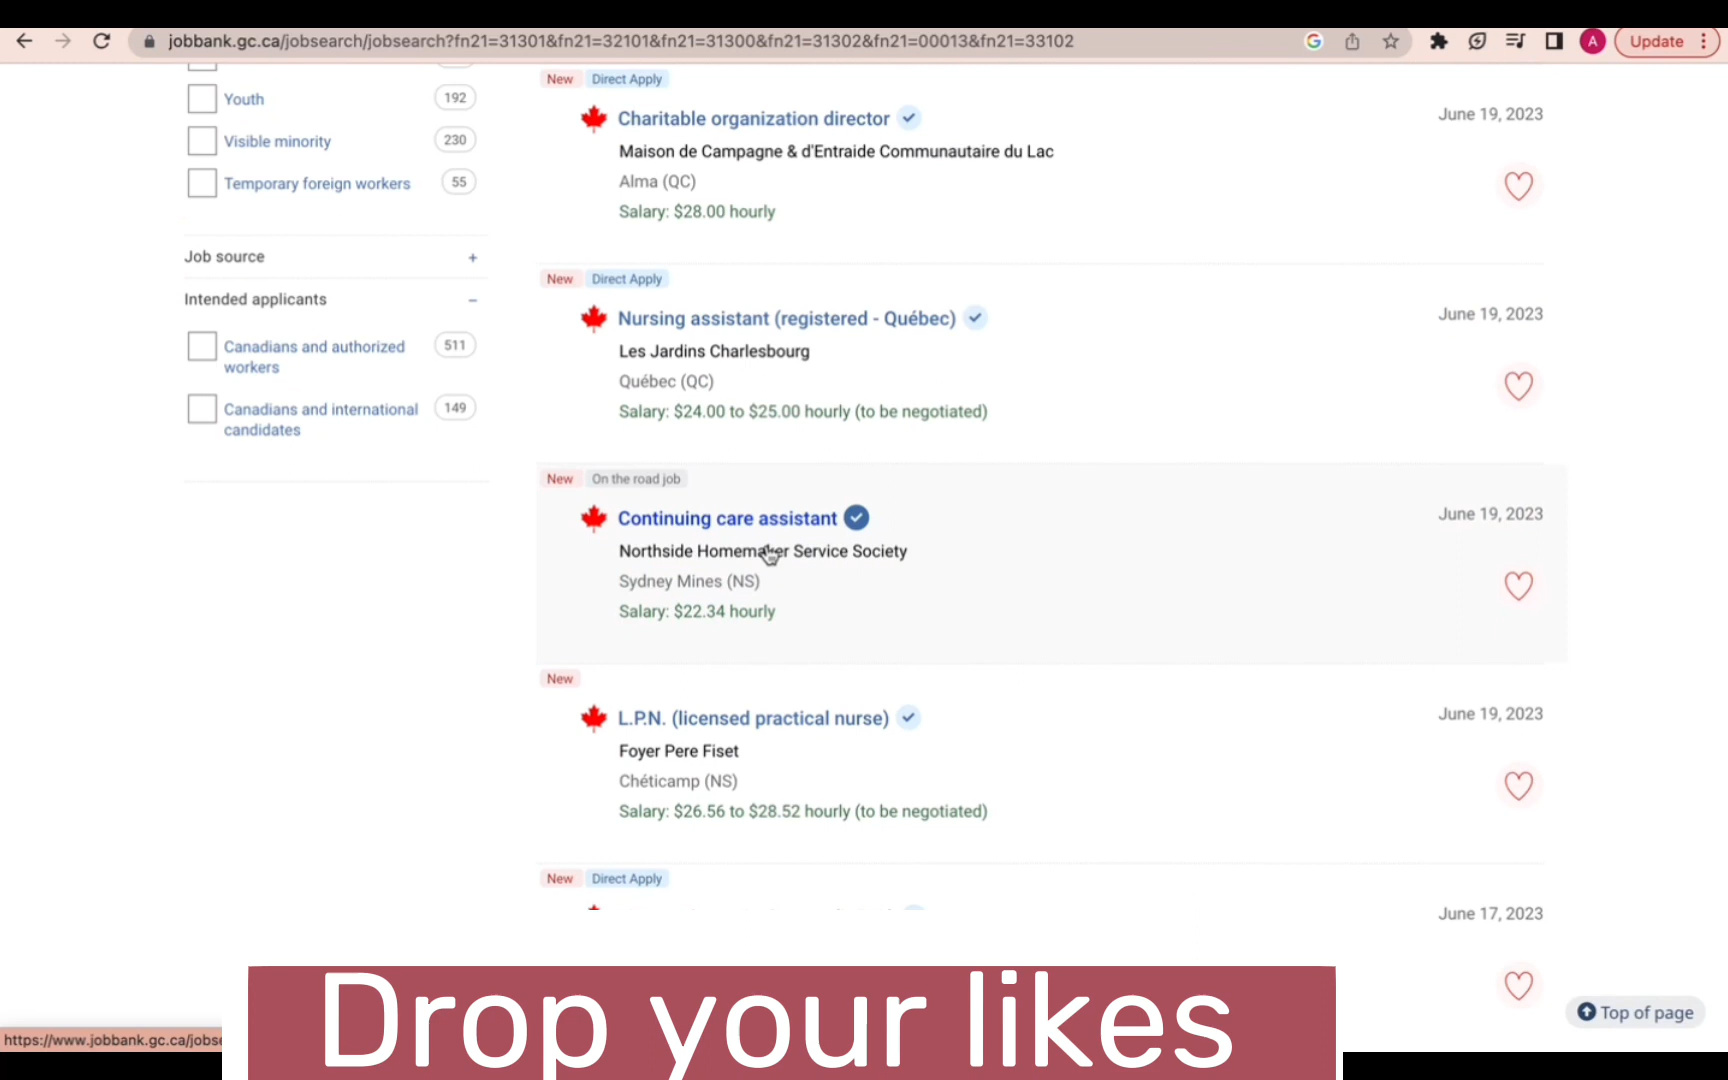 jobbank.gc.ca/jobsearch/jobsearch?fn21=31301&fn21=32101&fn21=31300&fn21=31302&fn21=00013&fn21=33102
G
A
Update
Youth 192
Visible minority 230
Temporary foreign workers 55
Job source +
Intended applicants −
Canadians and authorized workers 511
Canadians and international candidates 149
New Direct Apply
Charitable organization director
June 19, 2023
Maison de Campagne & d'Entraide Communautaire du Lac
Alma (QC)
Salary: $28.00 hourly
New Direct Apply
Nursing assistant (registered - Québec)
June 19, 2023
Les Jardins Charlesbourg
Québec (QC)
Salary: $24.00 to $25.00 hourly (to be negotiated)
New On the road job
Continuing care assistant
June 19, 2023
Northside Homemaker Service Society
Sydney Mines (NS)
Salary: $22.34 hourly
New
L.P.N. (licensed practical nurse)
June 19, 2023
Foyer Pere Fiset
Chéticamp (NS)
Salary: $26.56 to $28.52 hourly (to be negotiated)
New Direct Apply
June 17, 2023
Top of page
https://www.jobbank.gc.ca/jobse
Drop your likes